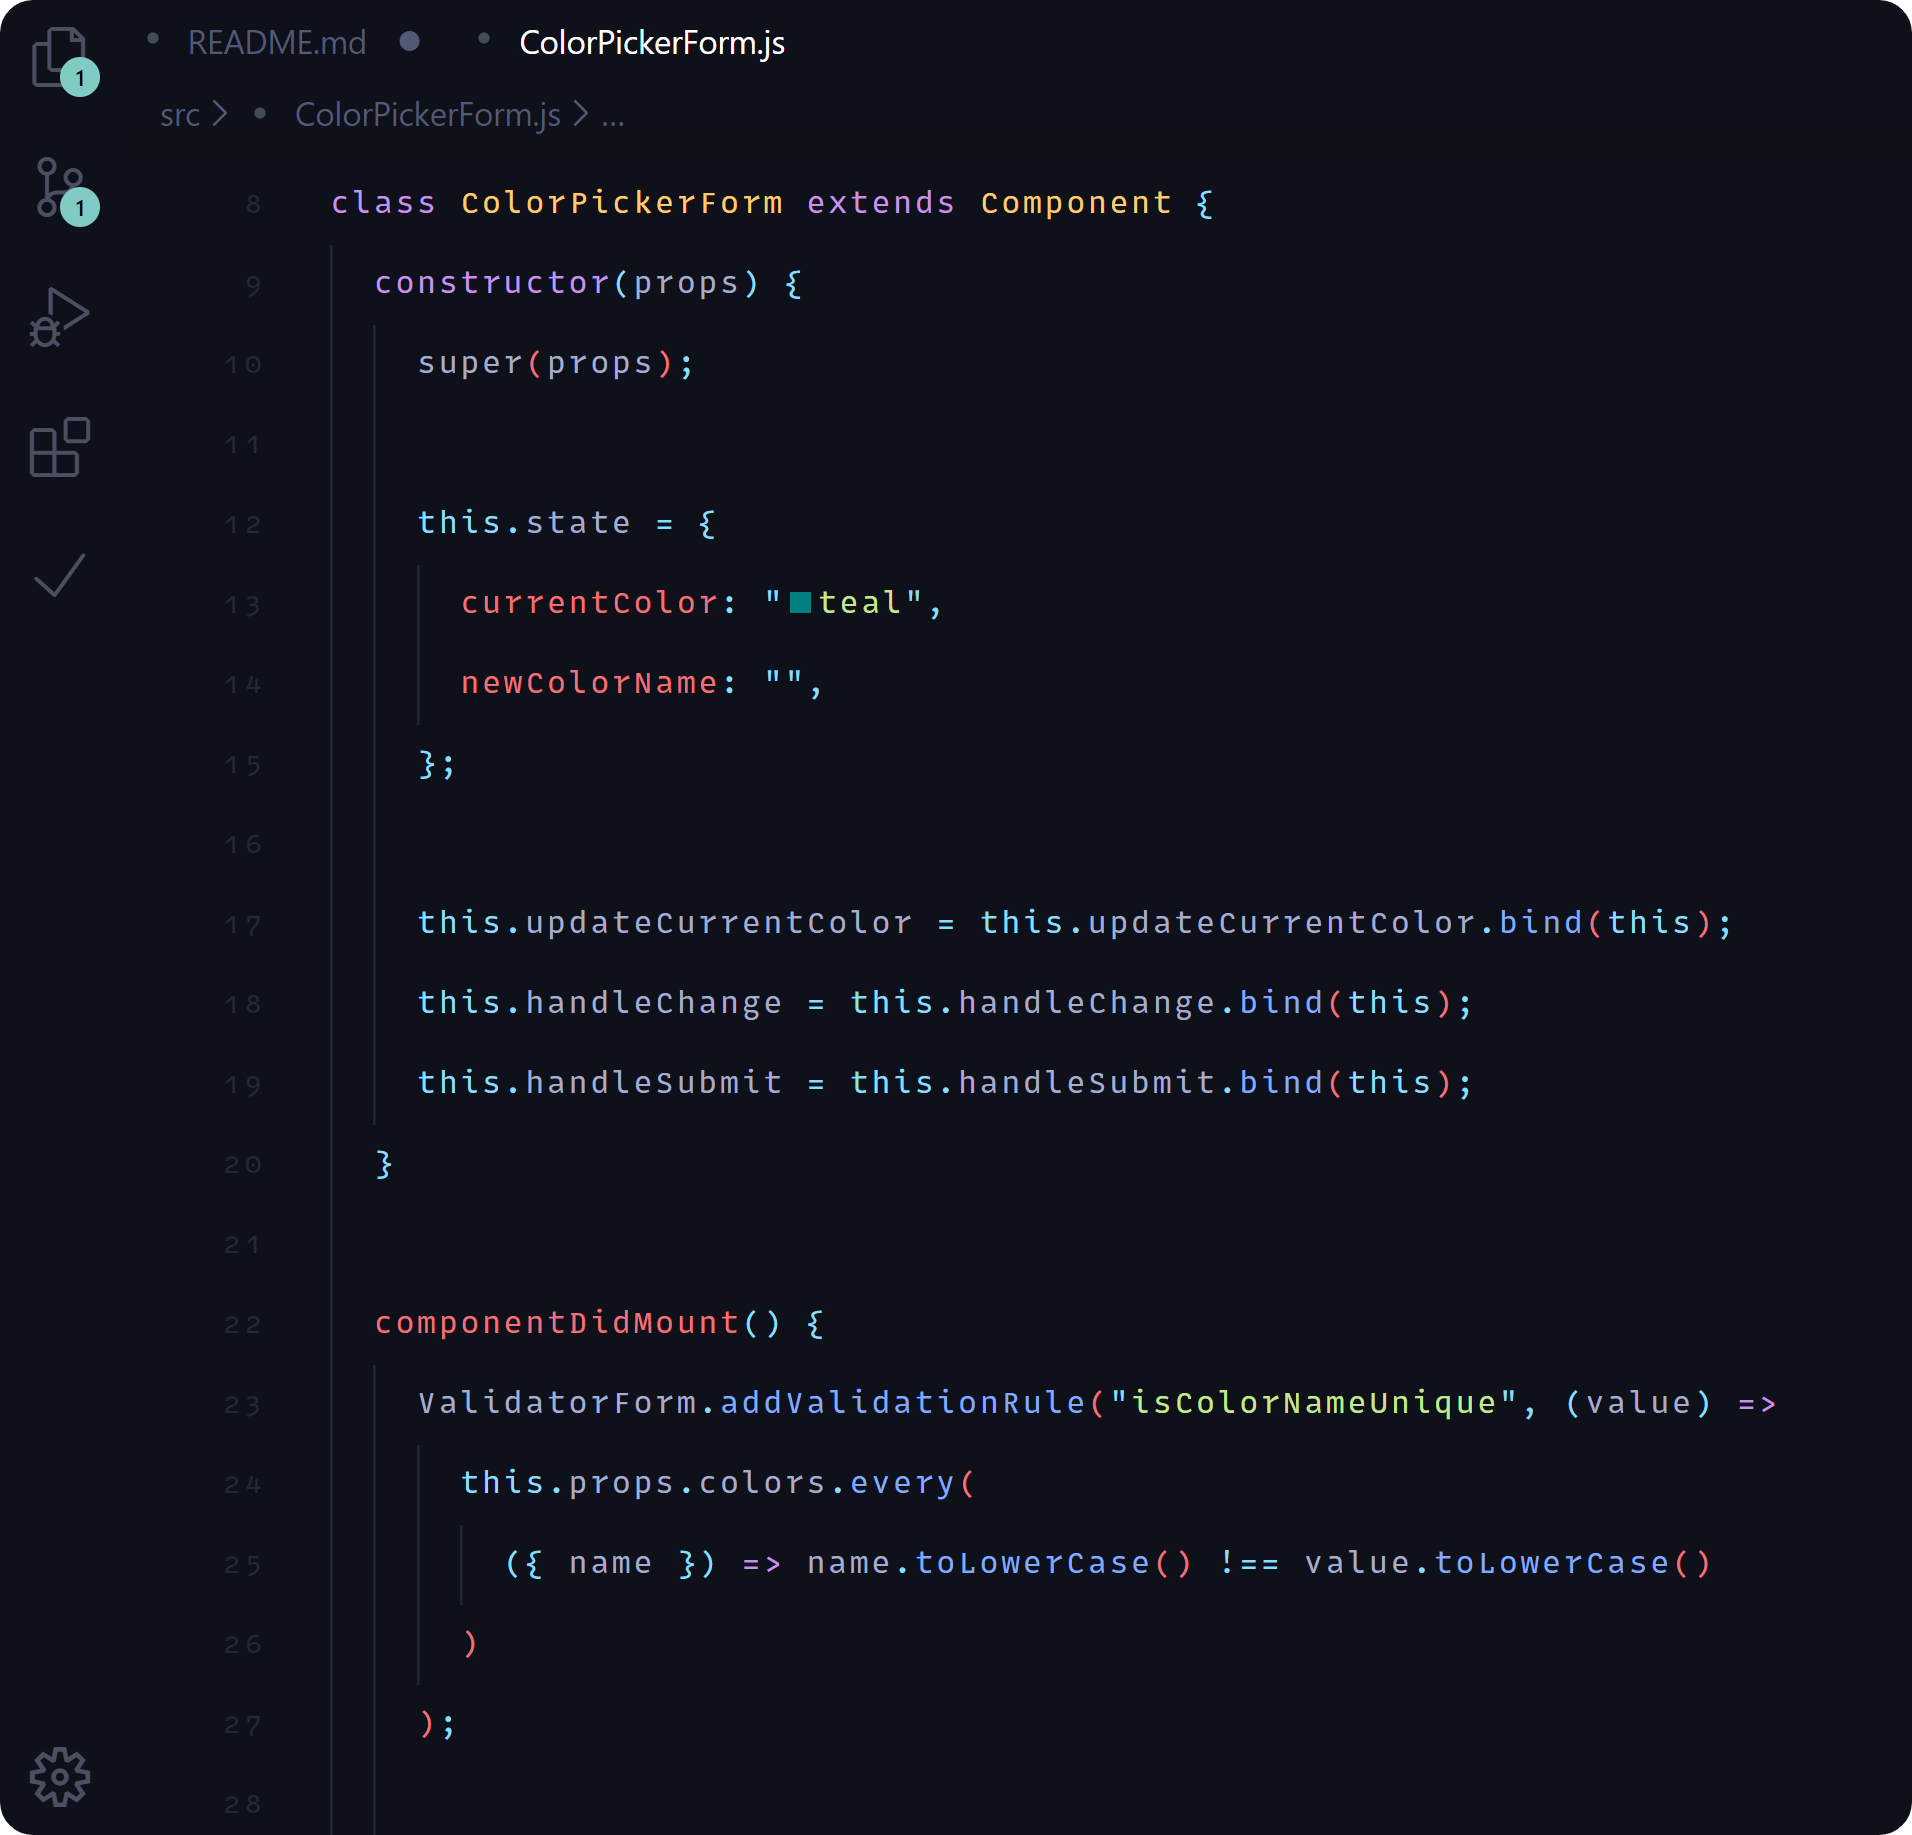 README.md ColorPickerForm.js
1
src > ColorPickerForm.js > ...
8 class ColorPickerForm extends Component {
1
9 constructor(props) {
10 super(props);
11
12 this.state = {
13 currentColor: "teal",
14 newColorName: "",
15 };
16
17 this.updateCurrentColor = this.updateCurrentColor.bind(this);
18 this.handleChange = this.handleChange.bind(this);
19 this.handleSubmit = this.handleSubmit.bind(this);
20 }
21
22 componentDidMount() {
23 ValidatorForm.addValidationRule("isColorNameUnique", (value) =>
24 this.props.colors.every(
25 ({ name }) => name.toLowerCase() !== value.toLowerCase()
26 )
27 );
28